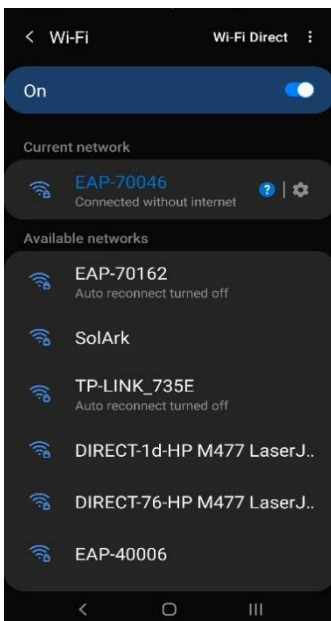 Wi-Fi Wi-Fi Direct
On
Current network
EAP-70046
Connected without internet
Available networks
EAP-70162
Auto reconnect turned off
SolArk
TP-LINK_735E
Auto reconnect turned off
DIRECT-1d-HP M477 LaserJ..
DIRECT-76-HP M477 LaserJ..
EAP-40006